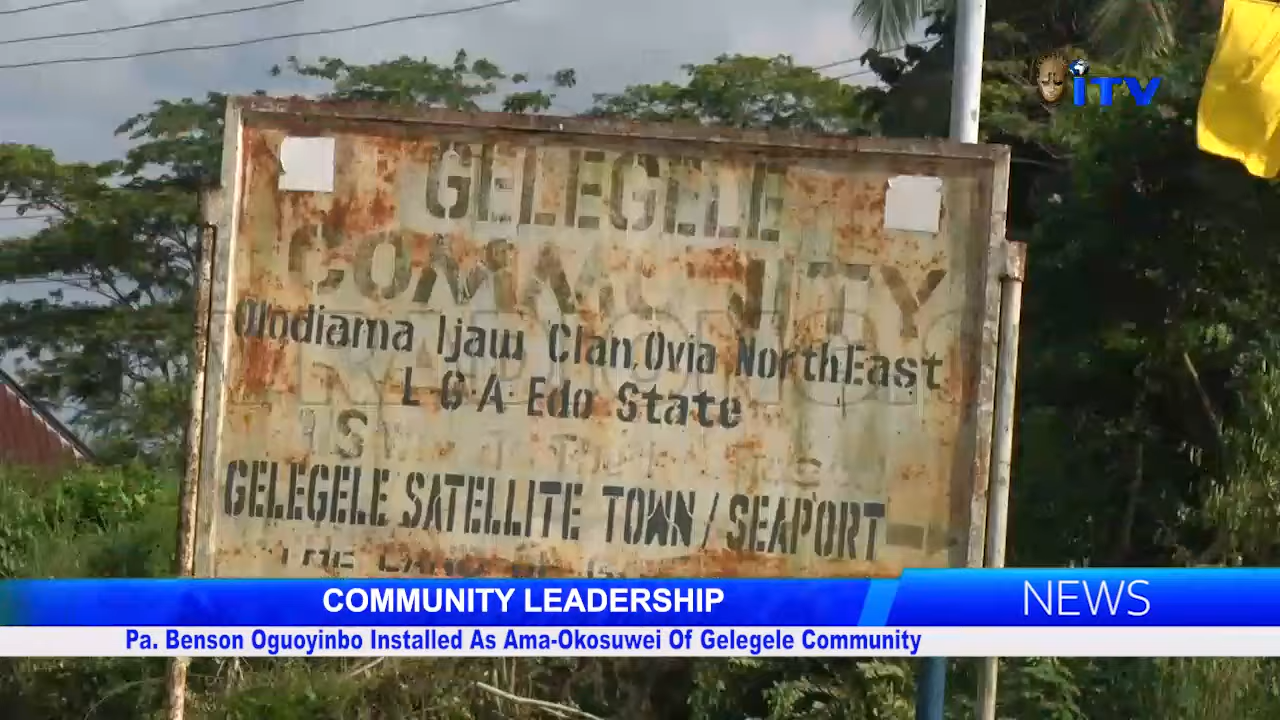 iTV
GELEGELE
COMMUNITY
Olodiama Ijaw Clan, Ovia NorthEast
L·G·A· Edo State
GELEGELE SATELLITE TOWN / SEAPORT
COMMUNITY LEADERSHIP
NEWS
Pa. Benson Oguoyinbo Installed As Ama-Okosuwei Of Gelegele Community